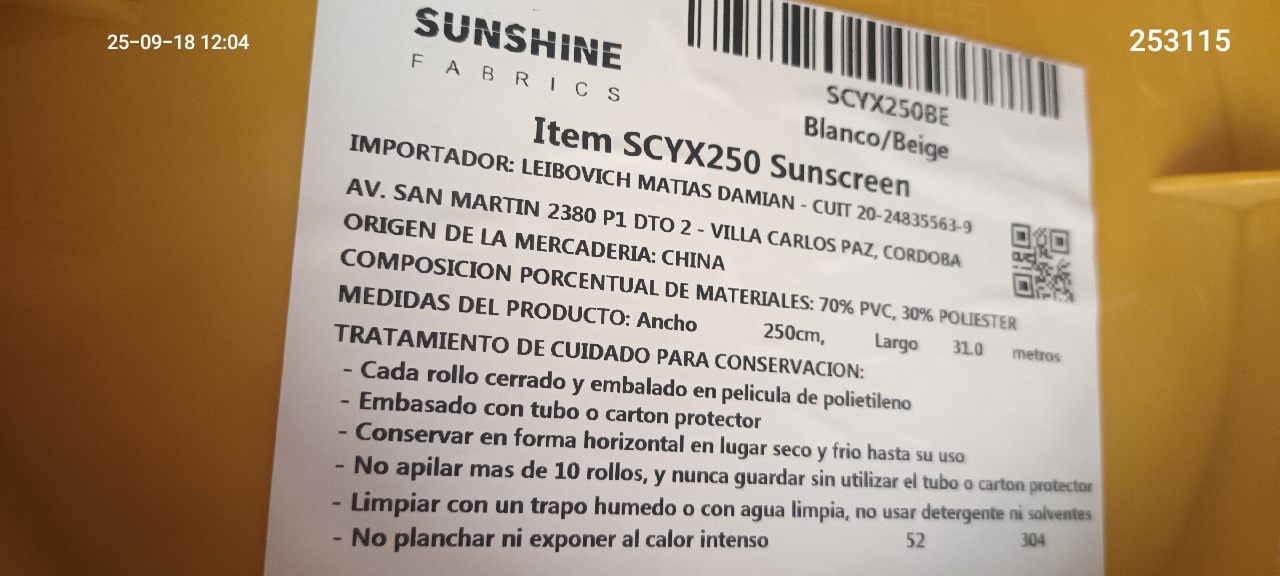 25-09-18 12:04
253115
SUNSHINE
FABRICS
SCYX250BE
Blanco/Beige
Item SCYX250 Sunscreen
IMPORTADOR: LEIBOVICH MATIAS DAMIAN - CUIT 20-24835563-9
AV. SAN MARTIN 2380 P1 DTO 2 - VILLA CARLOS PAZ, CORDOBA
ORIGEN DE LA MERCADERIA: CHINA
COMPOSICION PORCENTUAL DE MATERIALES: 70% PVC, 30% POLIESTER
MEDIDAS DEL PRODUCTO: Ancho 250cm, Largo 31.0 metros
TRATAMIENTO DE CUIDADO PARA CONSERVACION:
- Cada rollo cerrado y embalado en pelicula de polietileno
- Embasado con tubo o carton protector
- Conservar en forma horizontal en lugar seco y frio hasta su uso
- No apilar mas de 10 rollos, y nunca guardar sin utilizar el tubo o carton protector
- Limpiar con un trapo humedo o con agua limpia, no usar detergente ni solventes
- No planchar ni exponer al calor intenso 52 304